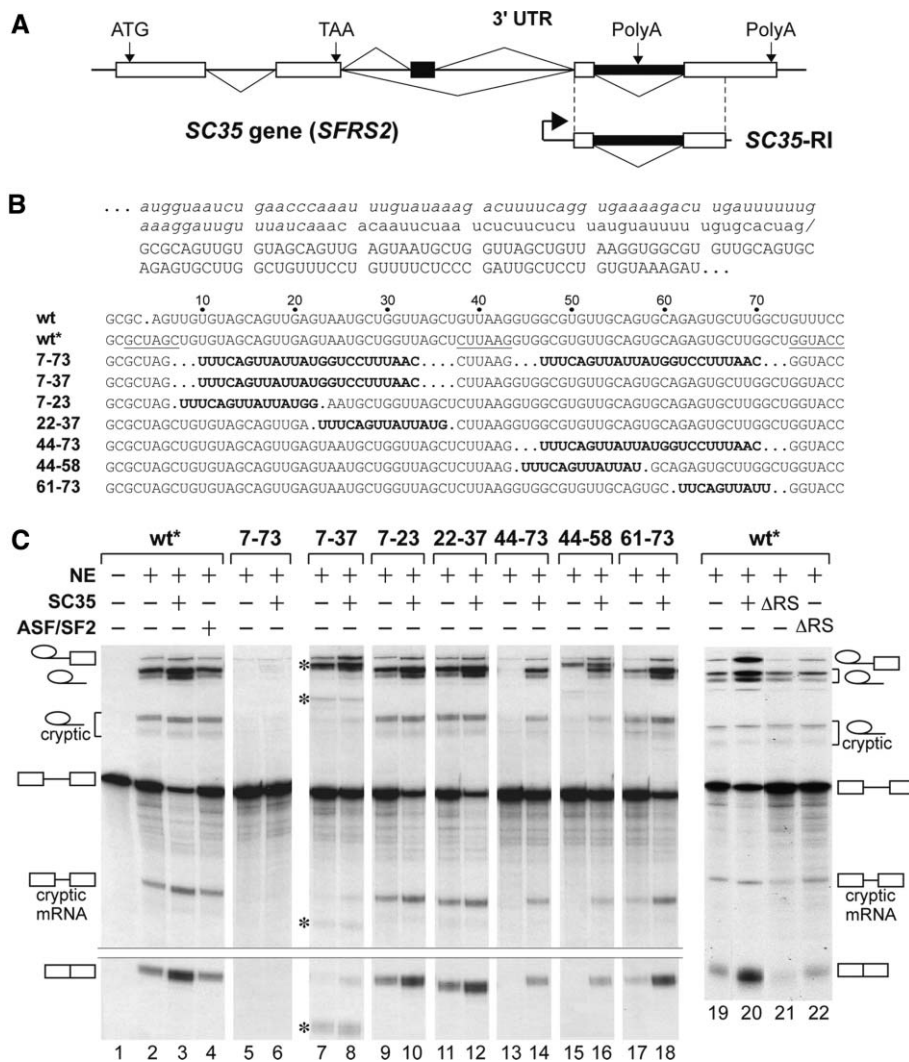 A
3' UTR
ATG
TAA
PolyA
PolyA
SC35 gene (SFRS2)
SC35-RI
B
... augguaaucu gaacccaaau uuguauaaag acuuuucagg ugaaaagacu ugauuuuuug
aaaggauugu uuaucaaac acaauucuaa ucucuucucu uauguauuuu ugugcacuag/
GCGCAGUUGU GUAGCAGUUG AGUAAUGCUG GUUAGCUGUU AAGGUGGCGU GUUGCAGUGC
AGAGUGCUUG GCUGUUUCCU GUUUUCUCCC GAUUGCUCCU GUGUAAAGAU...
10 20 30 40 50 60 70
wt GCGC.AGUUGUGUAGCAGUUGAGUAAUGCUGGUUAGCUGUUAAGGUGGCGUGUUGCAGUGCAGAGUGCUUGGCUGUUUCC
wt* GCGCUAGCUGUGUAGCAGUUGAGUAAUGCUGGUUAGCUCUUAAGGUGGCGUGUUGCAGUGCAGAGUGCUUGGCUGGUACC
7-73 GCGCUAG...UUUCAGUUAUUAUGGUCCUUUAAC....CUUAAG...UUUCAGUUAUUAUGGUCCUUUAAC...GGUACC
7-37 GCGCUAG...UUUCAGUUAUUAUGGUCCUUUAAC....CUUAAGGUGGCGUGUUGCAGUGCAGAGUGCUUGGCUGGUACC
7-23 GCGCUAG.UUUCAGUUAUUAUGG.AAUGCUGGUUAGCUCUUAAGGUGGCGUGUUGCAGUGCAGAGUGCUUGGCUGGUACC
22-37 GCGCUAGCUGUGUAGCAGUUGA.UUUCAGUUAUUAUG.CUUAAGGUGGCGUGUUGCAGUGCAGAGUGCUUGGCUGGUACC
44-73 GCGCUAGCUGUGUAGCAGUUGAGUAAUGCUGGUUAGCUCUUAAG...UUUCAGUUAUUAUGGUCCUUUAAC...GGUACC
44-58 GCGCUAGCUGUGUAGCAGUUGAGUAAUGCUGGUUAGCUCUUAAG.UUUCAGUUAUUAU.GCAGAGUGCUUGGCUGGUACC
61-73 GCGCUAGCUGUGUAGCAGUUGAGUAAUGCUGGUUAGCUCUUAAGGUGGCGUGUUGCAGUGC.UUCAGUUAUU...GGUACC
C
wt* 7-73 7-37 7-23 22-37 44-73 44-58 61-73 wt*
NE – + + + + + + + + + + + + + + + + + + + + +
SC35 – – + – – + – + – + – + – + – + – + – + ΔRS –
ASF/SF2 – – – + – – – – – – – – – – – – – – – – – ΔRS
*
*
cryptic
cryptic
cryptic
mRNA
cryptic
mRNA
*
*
1 2 3 4 5 6 7 8 9 10 11 12 13 14 15 16 17 18 19 20 21 22